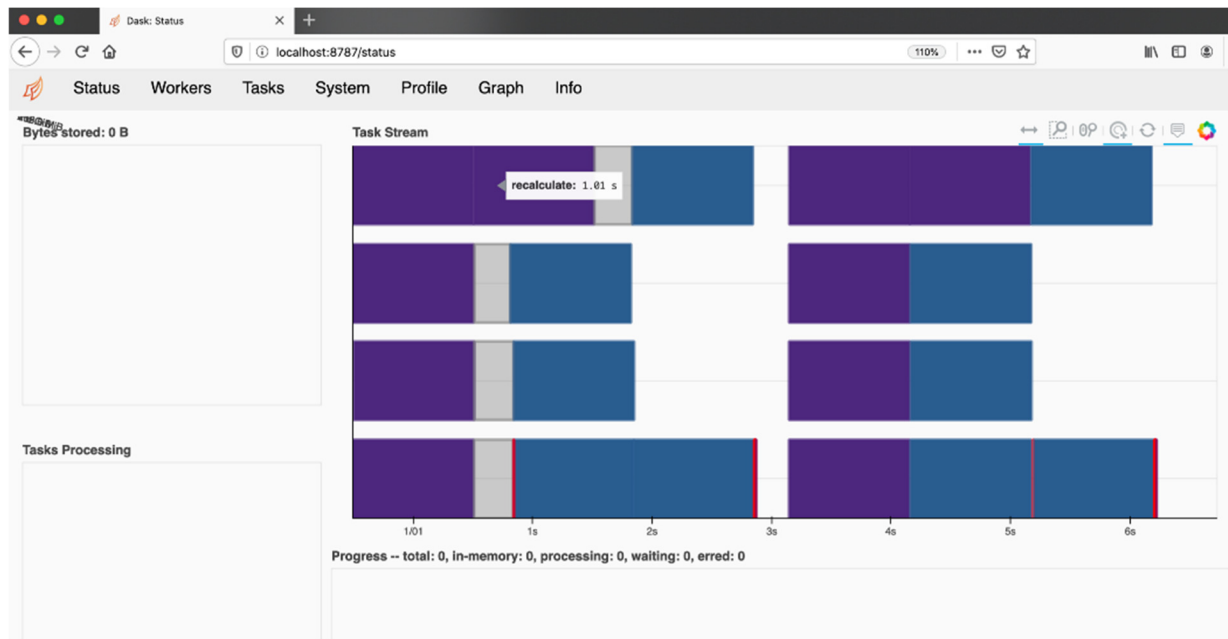 Dask: Status
localhost:8787/status
110%
Status Workers Tasks System Profile Graph Info
Bytes stored: 0 B
Task Stream
recalculate: 1.01 s
Tasks Processing
1/01 1s 2s 3s 4s 5s 6s
Progress -- total: 0, in-memory: 0, processing: 0, waiting: 0, erred: 0